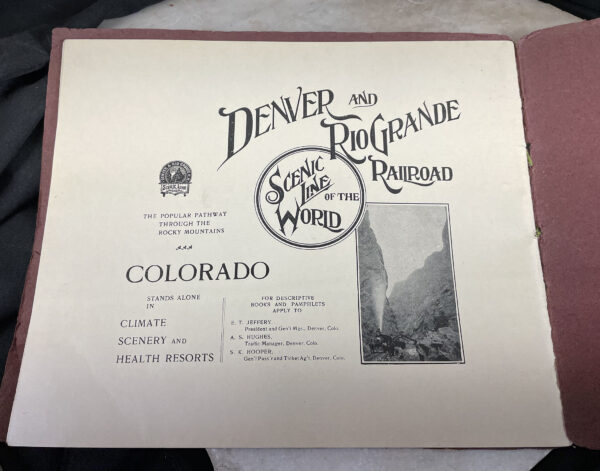 DENVER AND
RIO GRANDE
RAILROAD
SCENIC
LINE
OF THE
WORLD
THE POPULAR PATHWAY
THROUGH THE
ROCKY MOUNTAINS
COLORADO
STANDS ALONE
IN
CLIMATE
SCENERY AND
HEALTH RESORTS
FOR DESCRIPTIVE
BOOKS AND PAMPHLETS
APPLY TO
E. T. JEFFERY,
President and Gen'l Mgr., Denver, Colo.
A. S. HUGHES,
Traffic Manager, Denver, Colo.
S. K. HOOPER,
Gen'l Pass'r and Ticket Ag't, Denver, Colo.